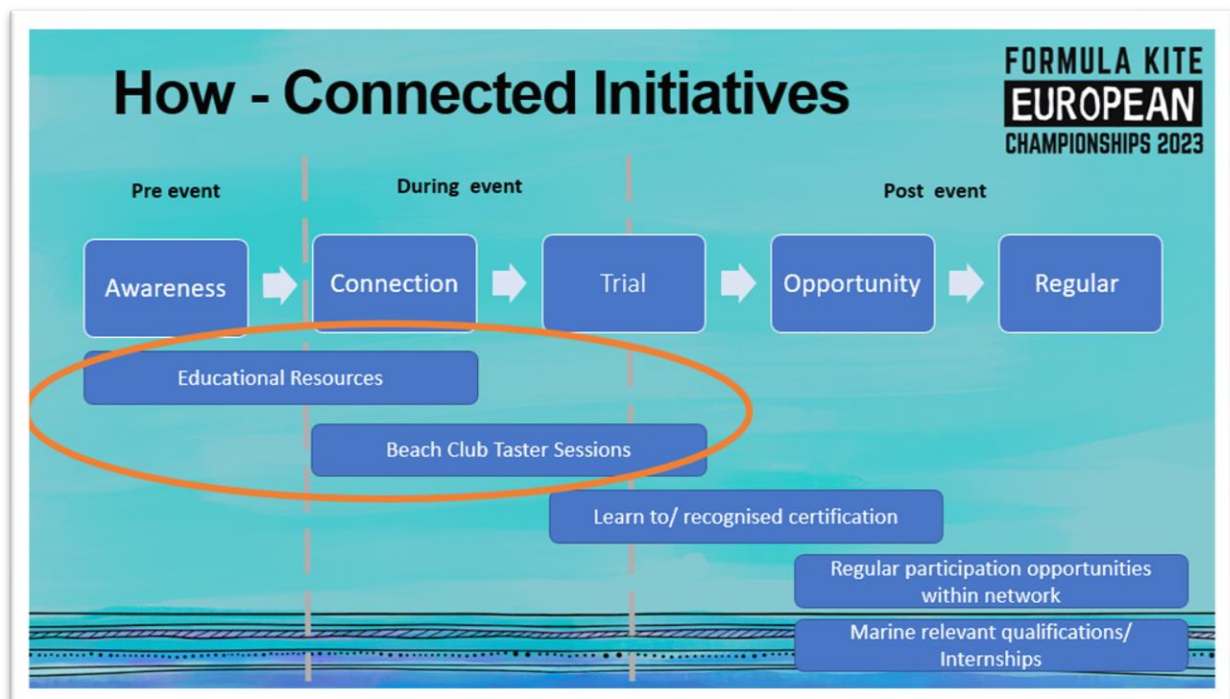 How - Connected Initiatives
FORMULA KITE
EUROPEAN
CHAMPIONSHIPS 2023
Pre event
During event
Post event
Awareness
Connection
Trial
Opportunity
Regular
Educational Resources
Beach Club Taster Sessions
Learn to/ recognised certification
Regular participation opportunities
within network
Marine relevant qualifications/
Internships